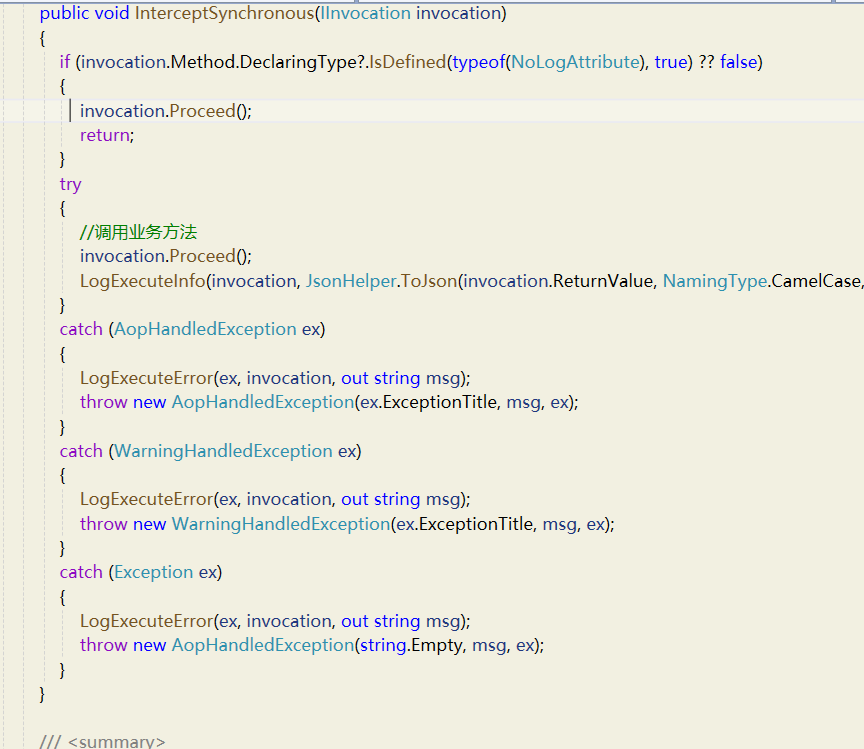 public void InterceptSynchronous(IInvocation invocation)
{
if (invocation.Method.DeclaringType?.IsDefined(typeof(NoLogAttribute), true) ?? false)
{
invocation.Proceed();
return;
}
try
{
//调用业务方法
invocation.Proceed();
LogExecuteInfo(invocation, JsonHelper.ToJson(invocation.ReturnValue, NamingType.CamelCase,
}
catch (AopHandledException ex)
{
LogExecuteError(ex, invocation, out string msg);
throw new AopHandledException(ex.ExceptionTitle, msg, ex);
}
catch (WarningHandledException ex)
{
LogExecuteError(ex, invocation, out string msg);
throw new WarningHandledException(ex.ExceptionTitle, msg, ex);
}
catch (Exception ex)
{
LogExecuteError(ex, invocation, out string msg);
throw new AopHandledException(string.Empty, msg, ex);
}
}
/// <summary>